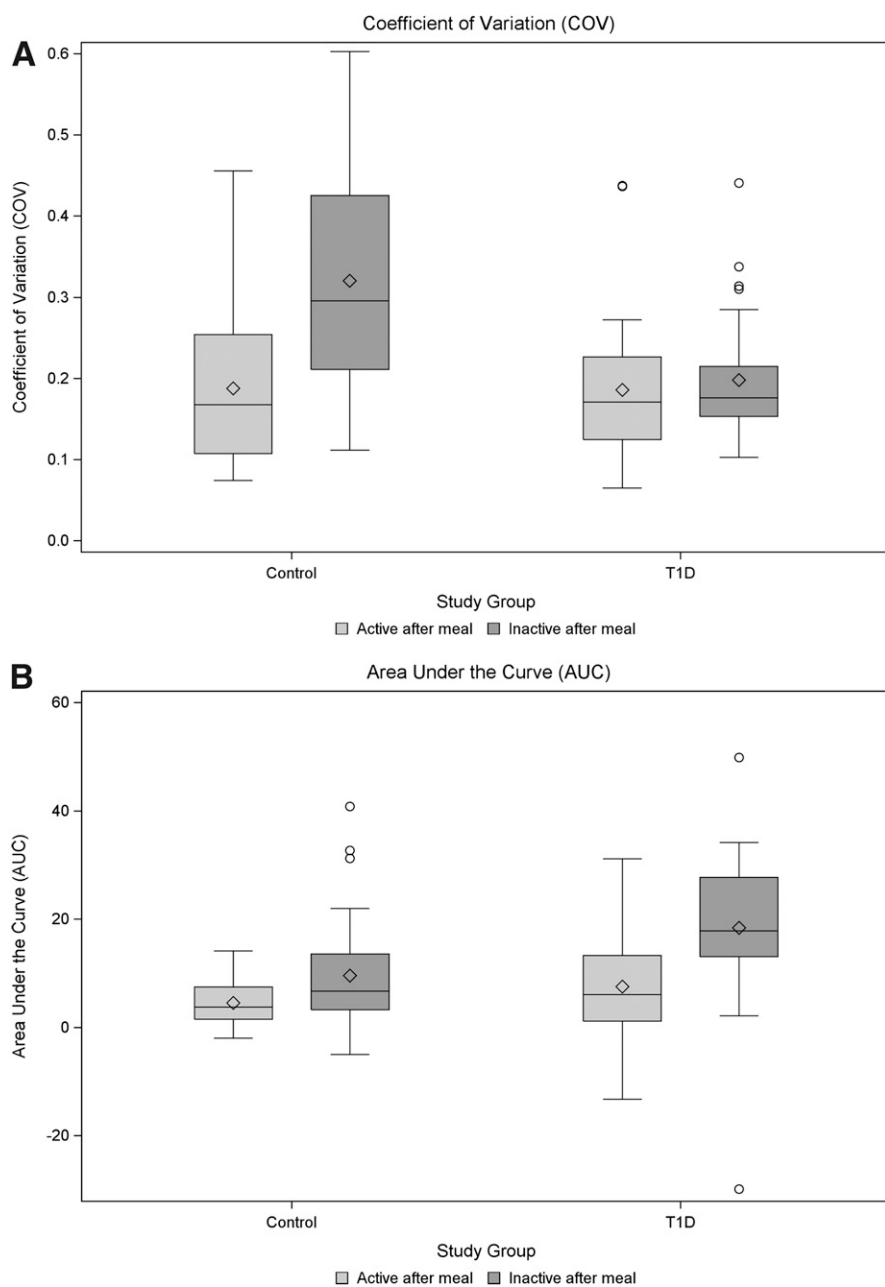 A
Coefficient of Variation (COV)
0.6
0.5
0.4
0.3
0.2
0.1
0.0
Coefficient of Variation (COV)
Control
T1D
Study Group
Active after meal
Inactive after meal
B
Area Under the Curve (AUC)
60
40
20
0
-20
Area Under the Curve (AUC)
Control
T1D
Study Group
Active after meal
Inactive after meal